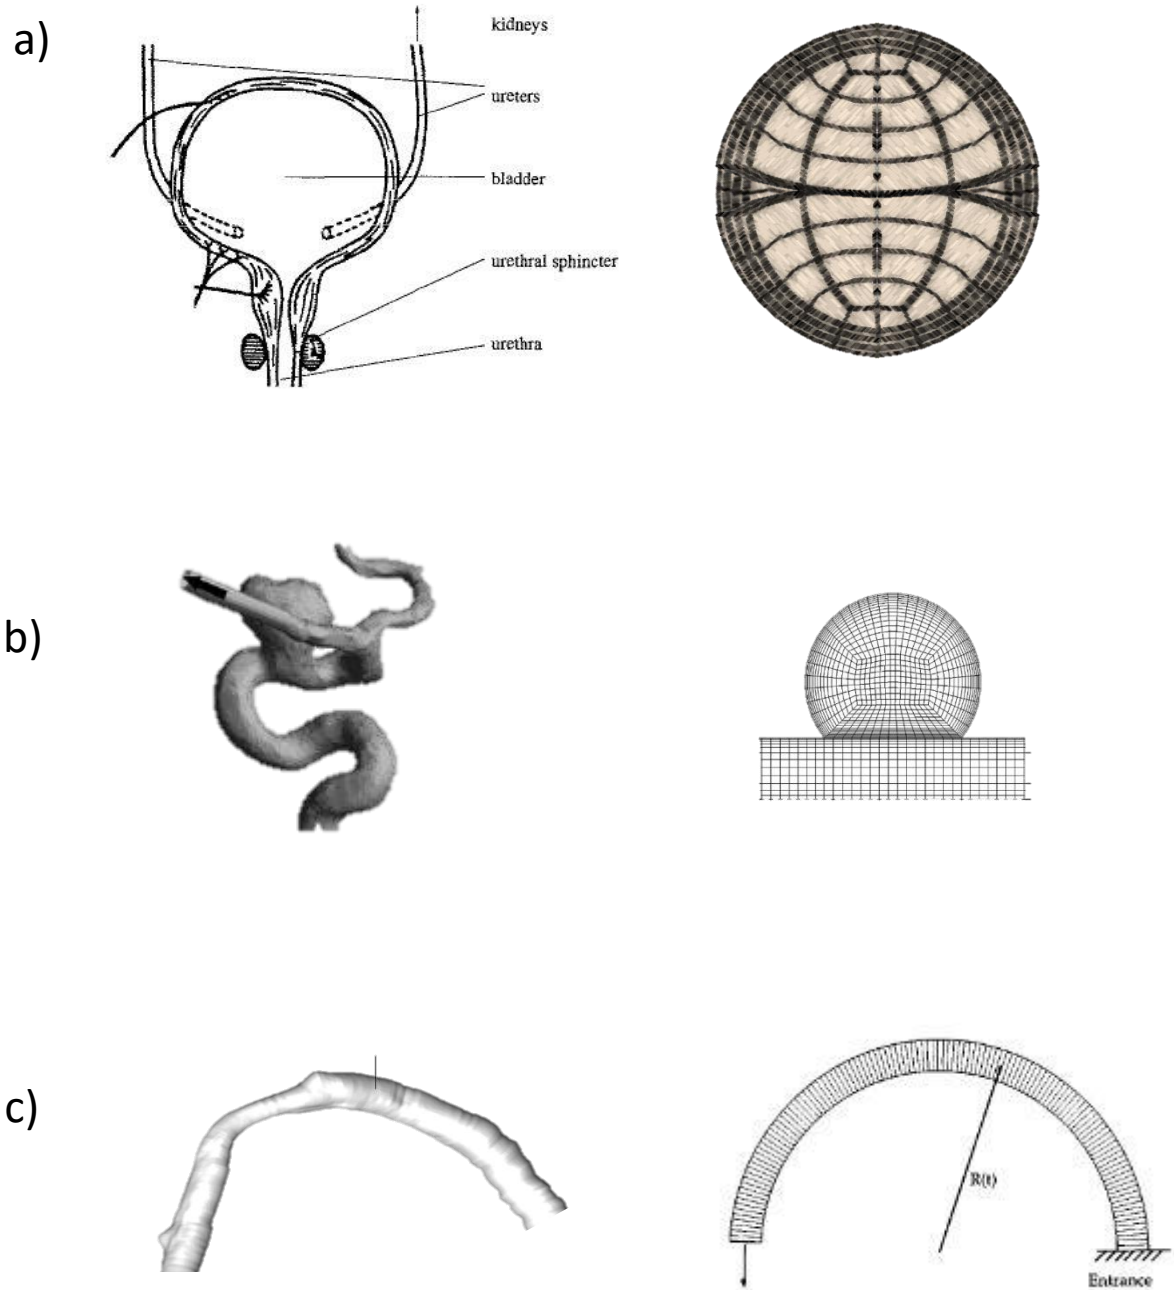 a)
kidneys
ureters
bladder
urethral sphincter
urethra
b)
c)
R(t)
Entrance